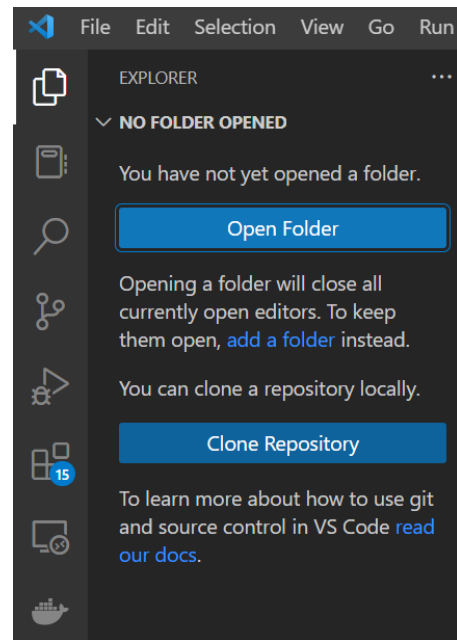 File Edit Selection View Go Run
EXPLORER ...
NO FOLDER OPENED
You have not yet opened a folder.
Open Folder
Opening a folder will close all
currently open editors. To keep
them open, add a folder instead.
You can clone a repository locally.
Clone Repository
15
To learn more about how to use git
and source control in VS Code read
our docs.